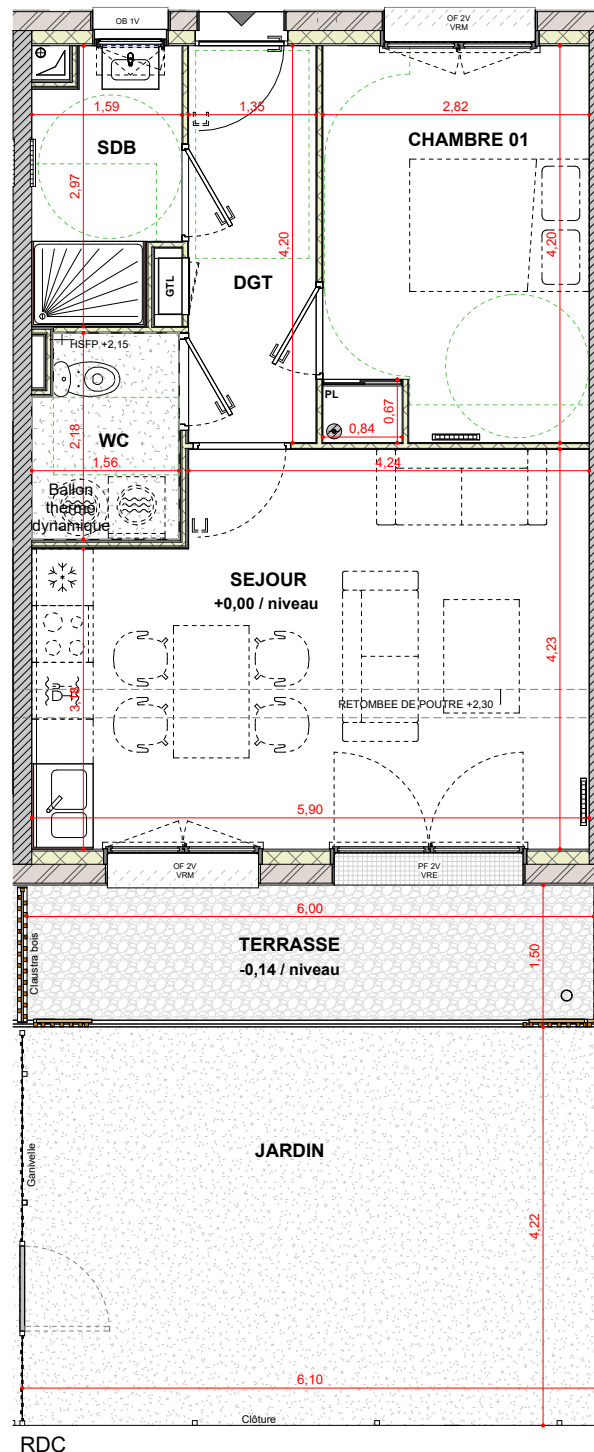 OB 1V
OF 2V
VRM
1,59
1,35
2,82
SDB
CHAMBRE 01
2,97
4,20
4,20
DGT
GTL
HSFP +2,15
PL
0,67
0,84
2,18
WC
1,56
4,24
Ballon
thermo
dynamique
SEJOUR
+0,00 / niveau
4,23
3,38
RETOMBEE DE POUTRE +2,30
5,90
OF 2V
VRM
PF 2V
VRE
6,00
Claustra bois
TERRASSE
-0,14 / niveau
1,50
JARDIN
Ganivelle
4,22
6,10
Clôture
RDC